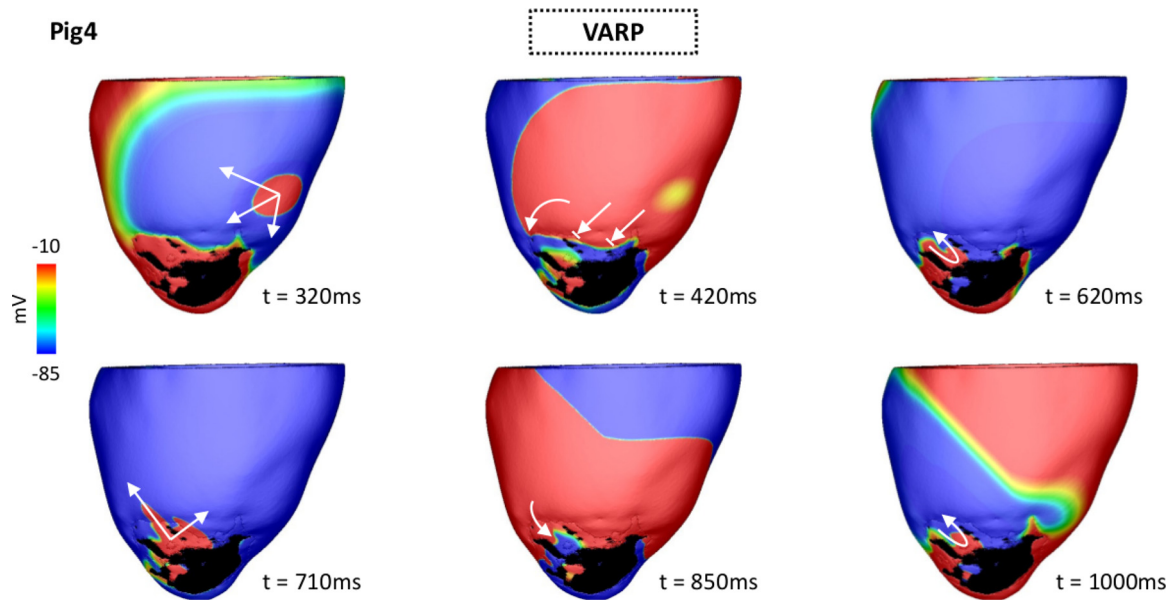 Pig4
VARP
t = 320ms
t = 420ms
t = 620ms
-10
mV
-85
t = 710ms
t = 850ms
t = 1000ms